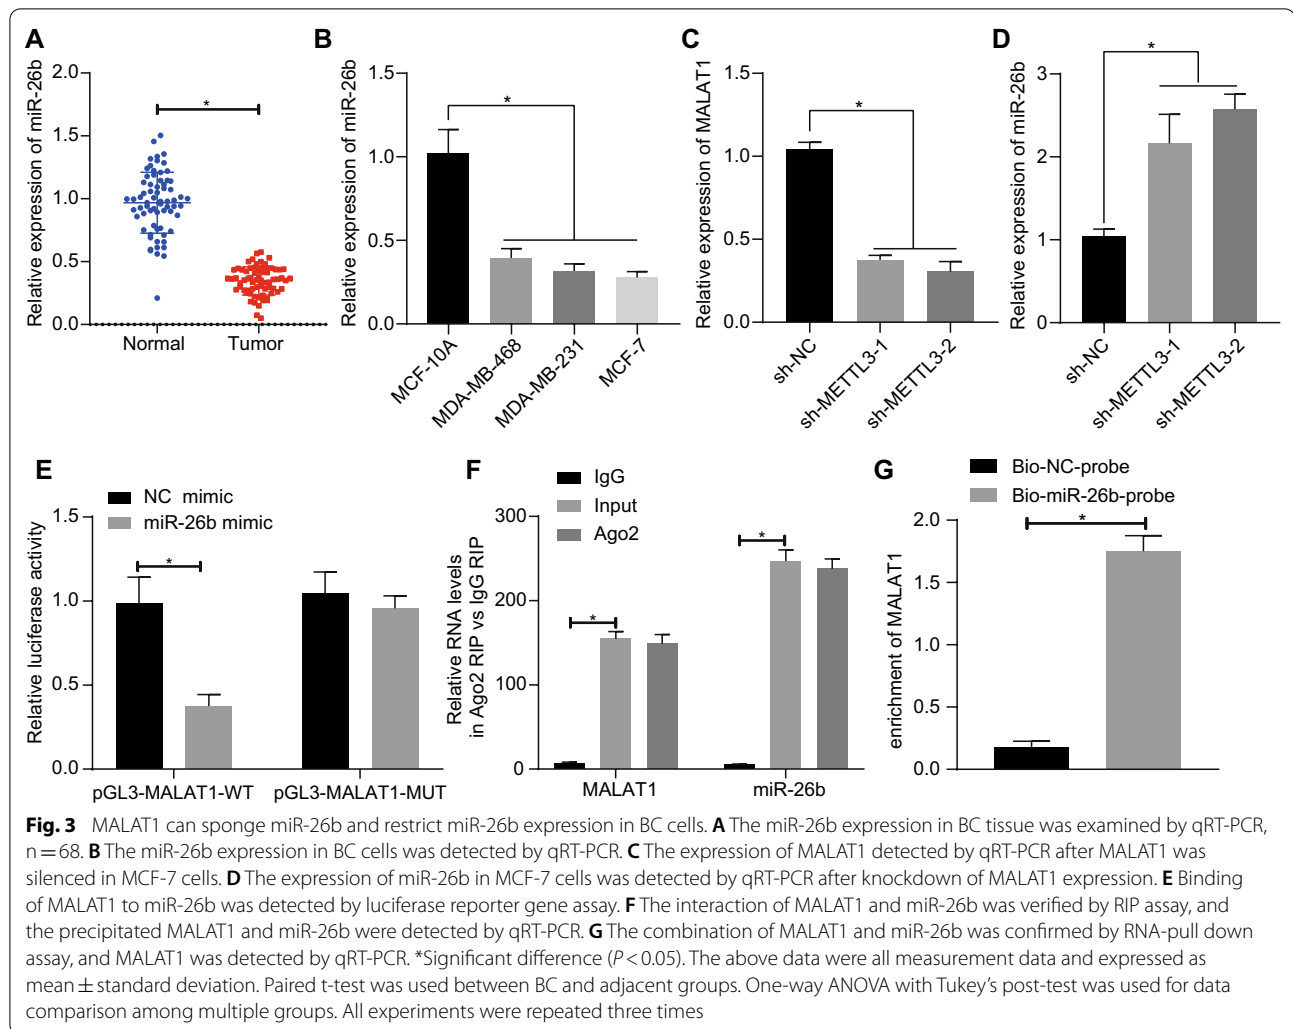 A
Relative expression of miR-26b
2.0
1.5
1.0
0.5
0.0
*
Normal
Tumor
B
Relative expression of miR-26b
1.5
1.0
0.5
0.0
*
MCF-10A
MDA-MB-468
MDA-MB-231
MCF-7
C
Relative expression of MALAT1
1.5
1.0
0.5
0.0
*
sh-NC
sh-METTL3-1
sh-METTL3-2
D
Relative expression of miR-26b
3
2
1
0
*
sh-NC
sh-METTL3-1
sh-METTL3-2
E
NC mimic
miR-26b mimic
Relative luciferase activity
1.5
1.0
0.5
0.0
*
pGL3-MALAT1-WT
pGL3-MALAT1-MUT
F
IgG
Input
Ago2
Relative RNA levels
in Ago2 RIP vs IgG RIP
300
200
100
0
*
*
MALAT1
miR-26b
G
Bio-NC-probe
Bio-miR-26b-probe
enrichment of MALAT1
2.0
1.5
1.0
0.5
0.0
*
Fig. 3 MALAT1 can sponge miR-26b and restrict miR-26b expression in BC cells. A The miR-26b expression in BC tissue was examined by qRT-PCR,
n = 68. B The miR-26b expression in BC cells was detected by qRT-PCR. C The expression of MALAT1 detected by qRT-PCR after MALAT1 was
silenced in MCF-7 cells. D The expression of miR-26b in MCF-7 cells was detected by qRT-PCR after knockdown of MALAT1 expression. E Binding
of MALAT1 to miR-26b was detected by luciferase reporter gene assay. F The interaction of MALAT1 and miR-26b was verified by RIP assay, and
the precipitated MALAT1 and miR-26b were detected by qRT-PCR. G The combination of MALAT1 and miR-26b was confirmed by RNA-pull down
assay, and MALAT1 was detected by qRT-PCR. *Significant difference (P < 0.05). The above data were all measurement data and expressed as
mean ± standard deviation. Paired t-test was used between BC and adjacent groups. One-way ANOVA with Tukey's post-test was used for data
comparison among multiple groups. All experiments were repeated three times